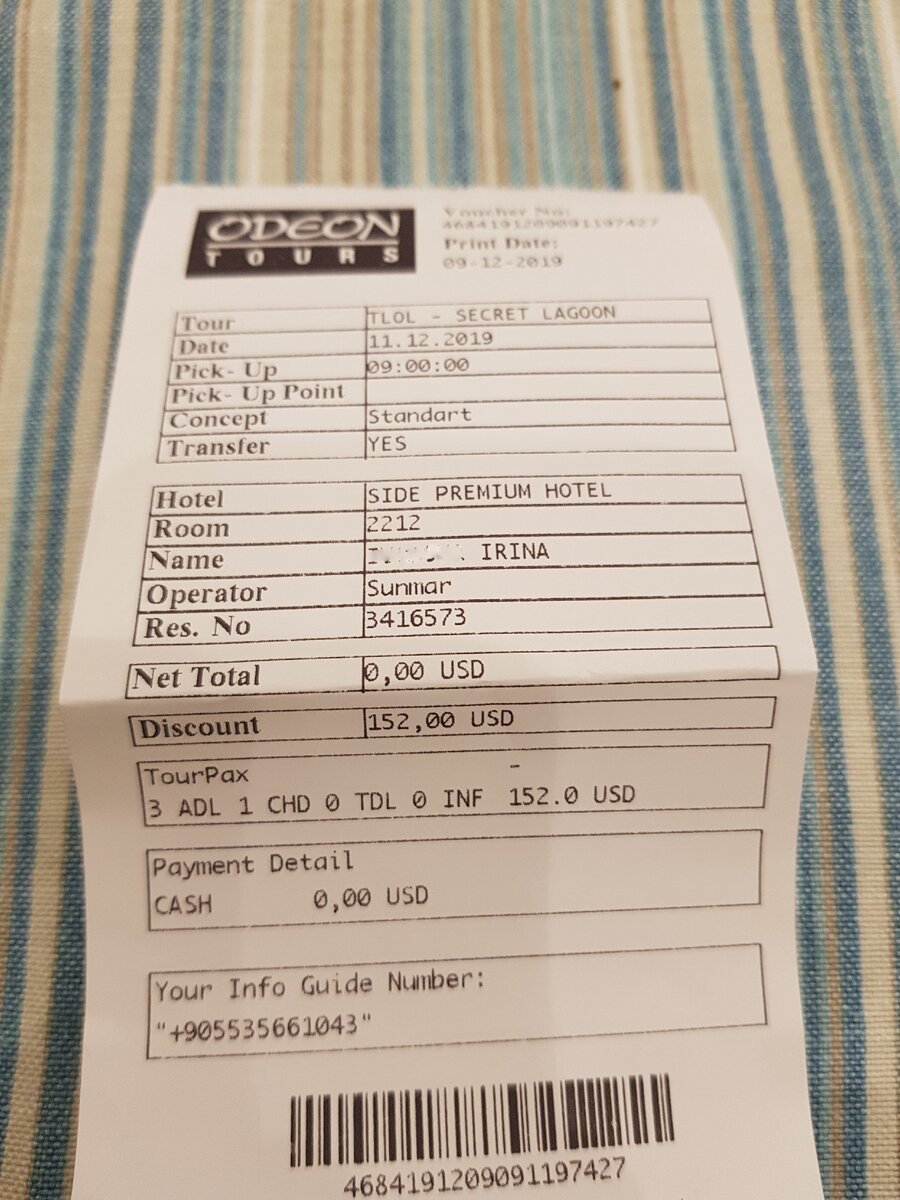 ODEON
TOURS
Voucher No:
4684191209091197427
Print Date:
09-12-2019
Tour TLOL - SECRET LAGOON
Date 11.12.2019
Pick- Up 09:00:00
Pick- Up Point
Concept Standart
Transfer YES
Hotel SIDE PREMIUM HOTEL
Room 2212
Name IRINA
Operator Sunmar
Res. No 3416573
Net Total 0,00 USD
Discount 152,00 USD
TourPax -
3 ADL 1 CHD 0 TDL 0 INF 152.0 USD
Payment Detail
CASH 0,00 USD
Your Info Guide Number:
"+905535661043"
4684191209091197427